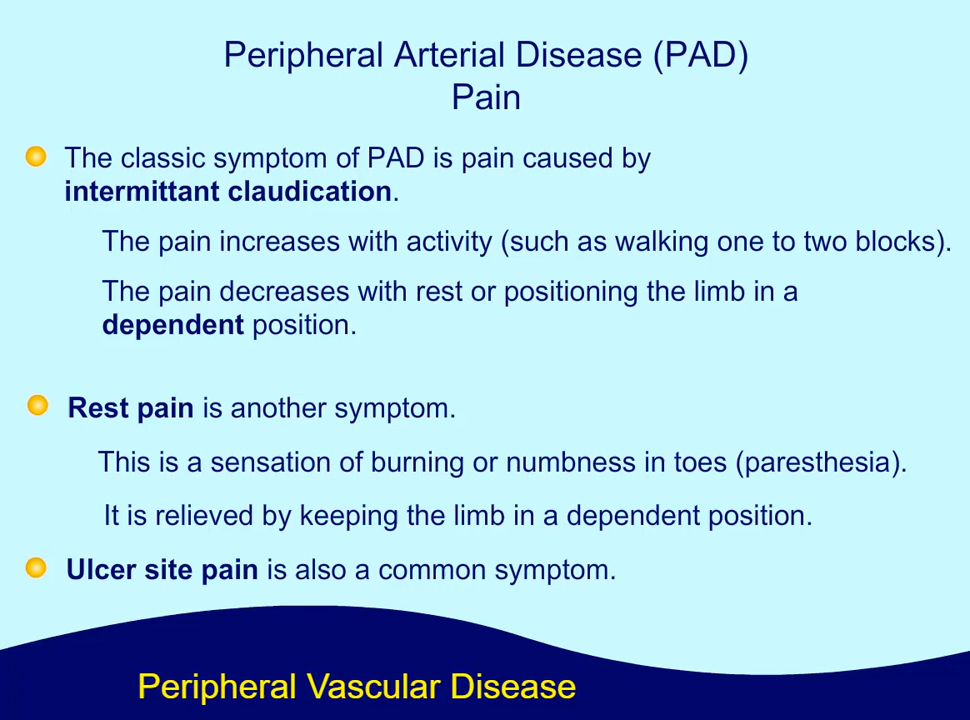 Peripheral Arterial Disease (PAD)
Pain
The classic symptom of PAD is pain caused by
intermittant claudication.
The pain increases with activity (such as walking one to two blocks).
The pain decreases with rest or positioning the limb in a
dependent position.
Rest pain is another symptom.
This is a sensation of burning or numbness in toes (paresthesia).
It is relieved by keeping the limb in a dependent position.
Ulcer site pain is also a common symptom.
Peripheral Vascular Disease